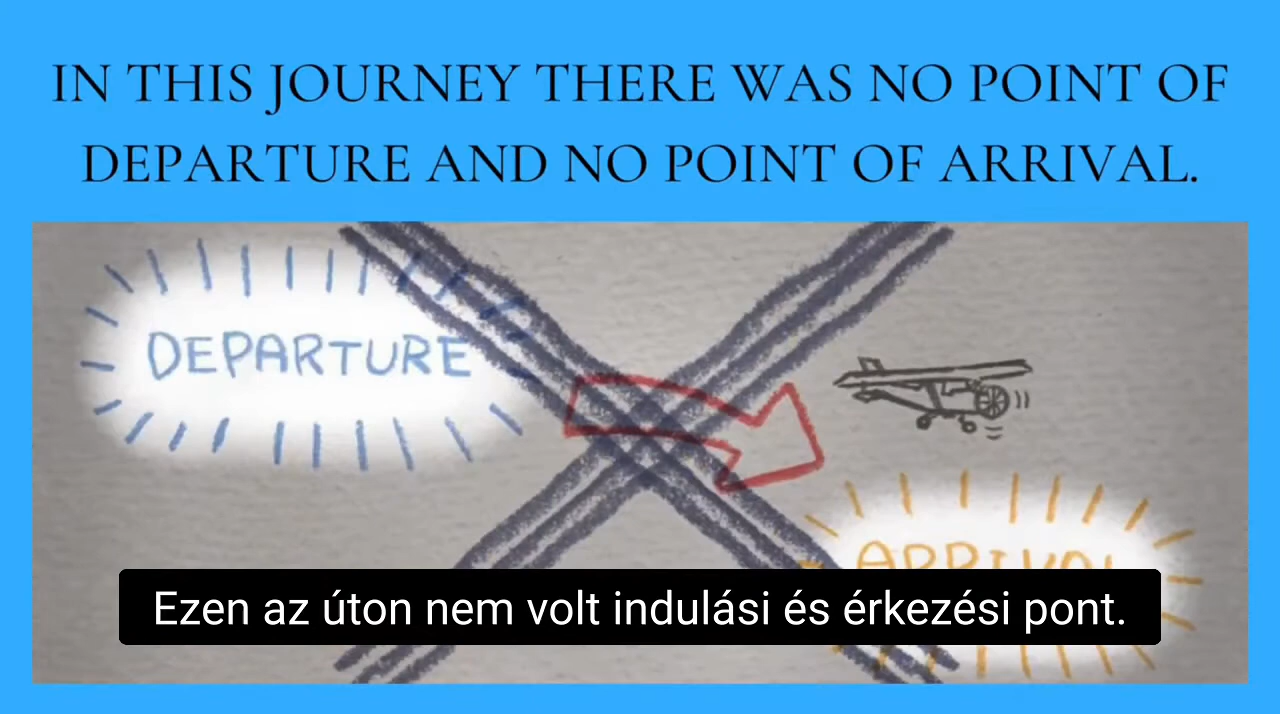 IN THIS JOURNEY THERE WAS NO POINT OF
DEPARTURE AND NO POINT OF ARRIVAL.
DEPARTURE
ARRIVAL
Ezen az úton nem volt indulási és érkezési pont.